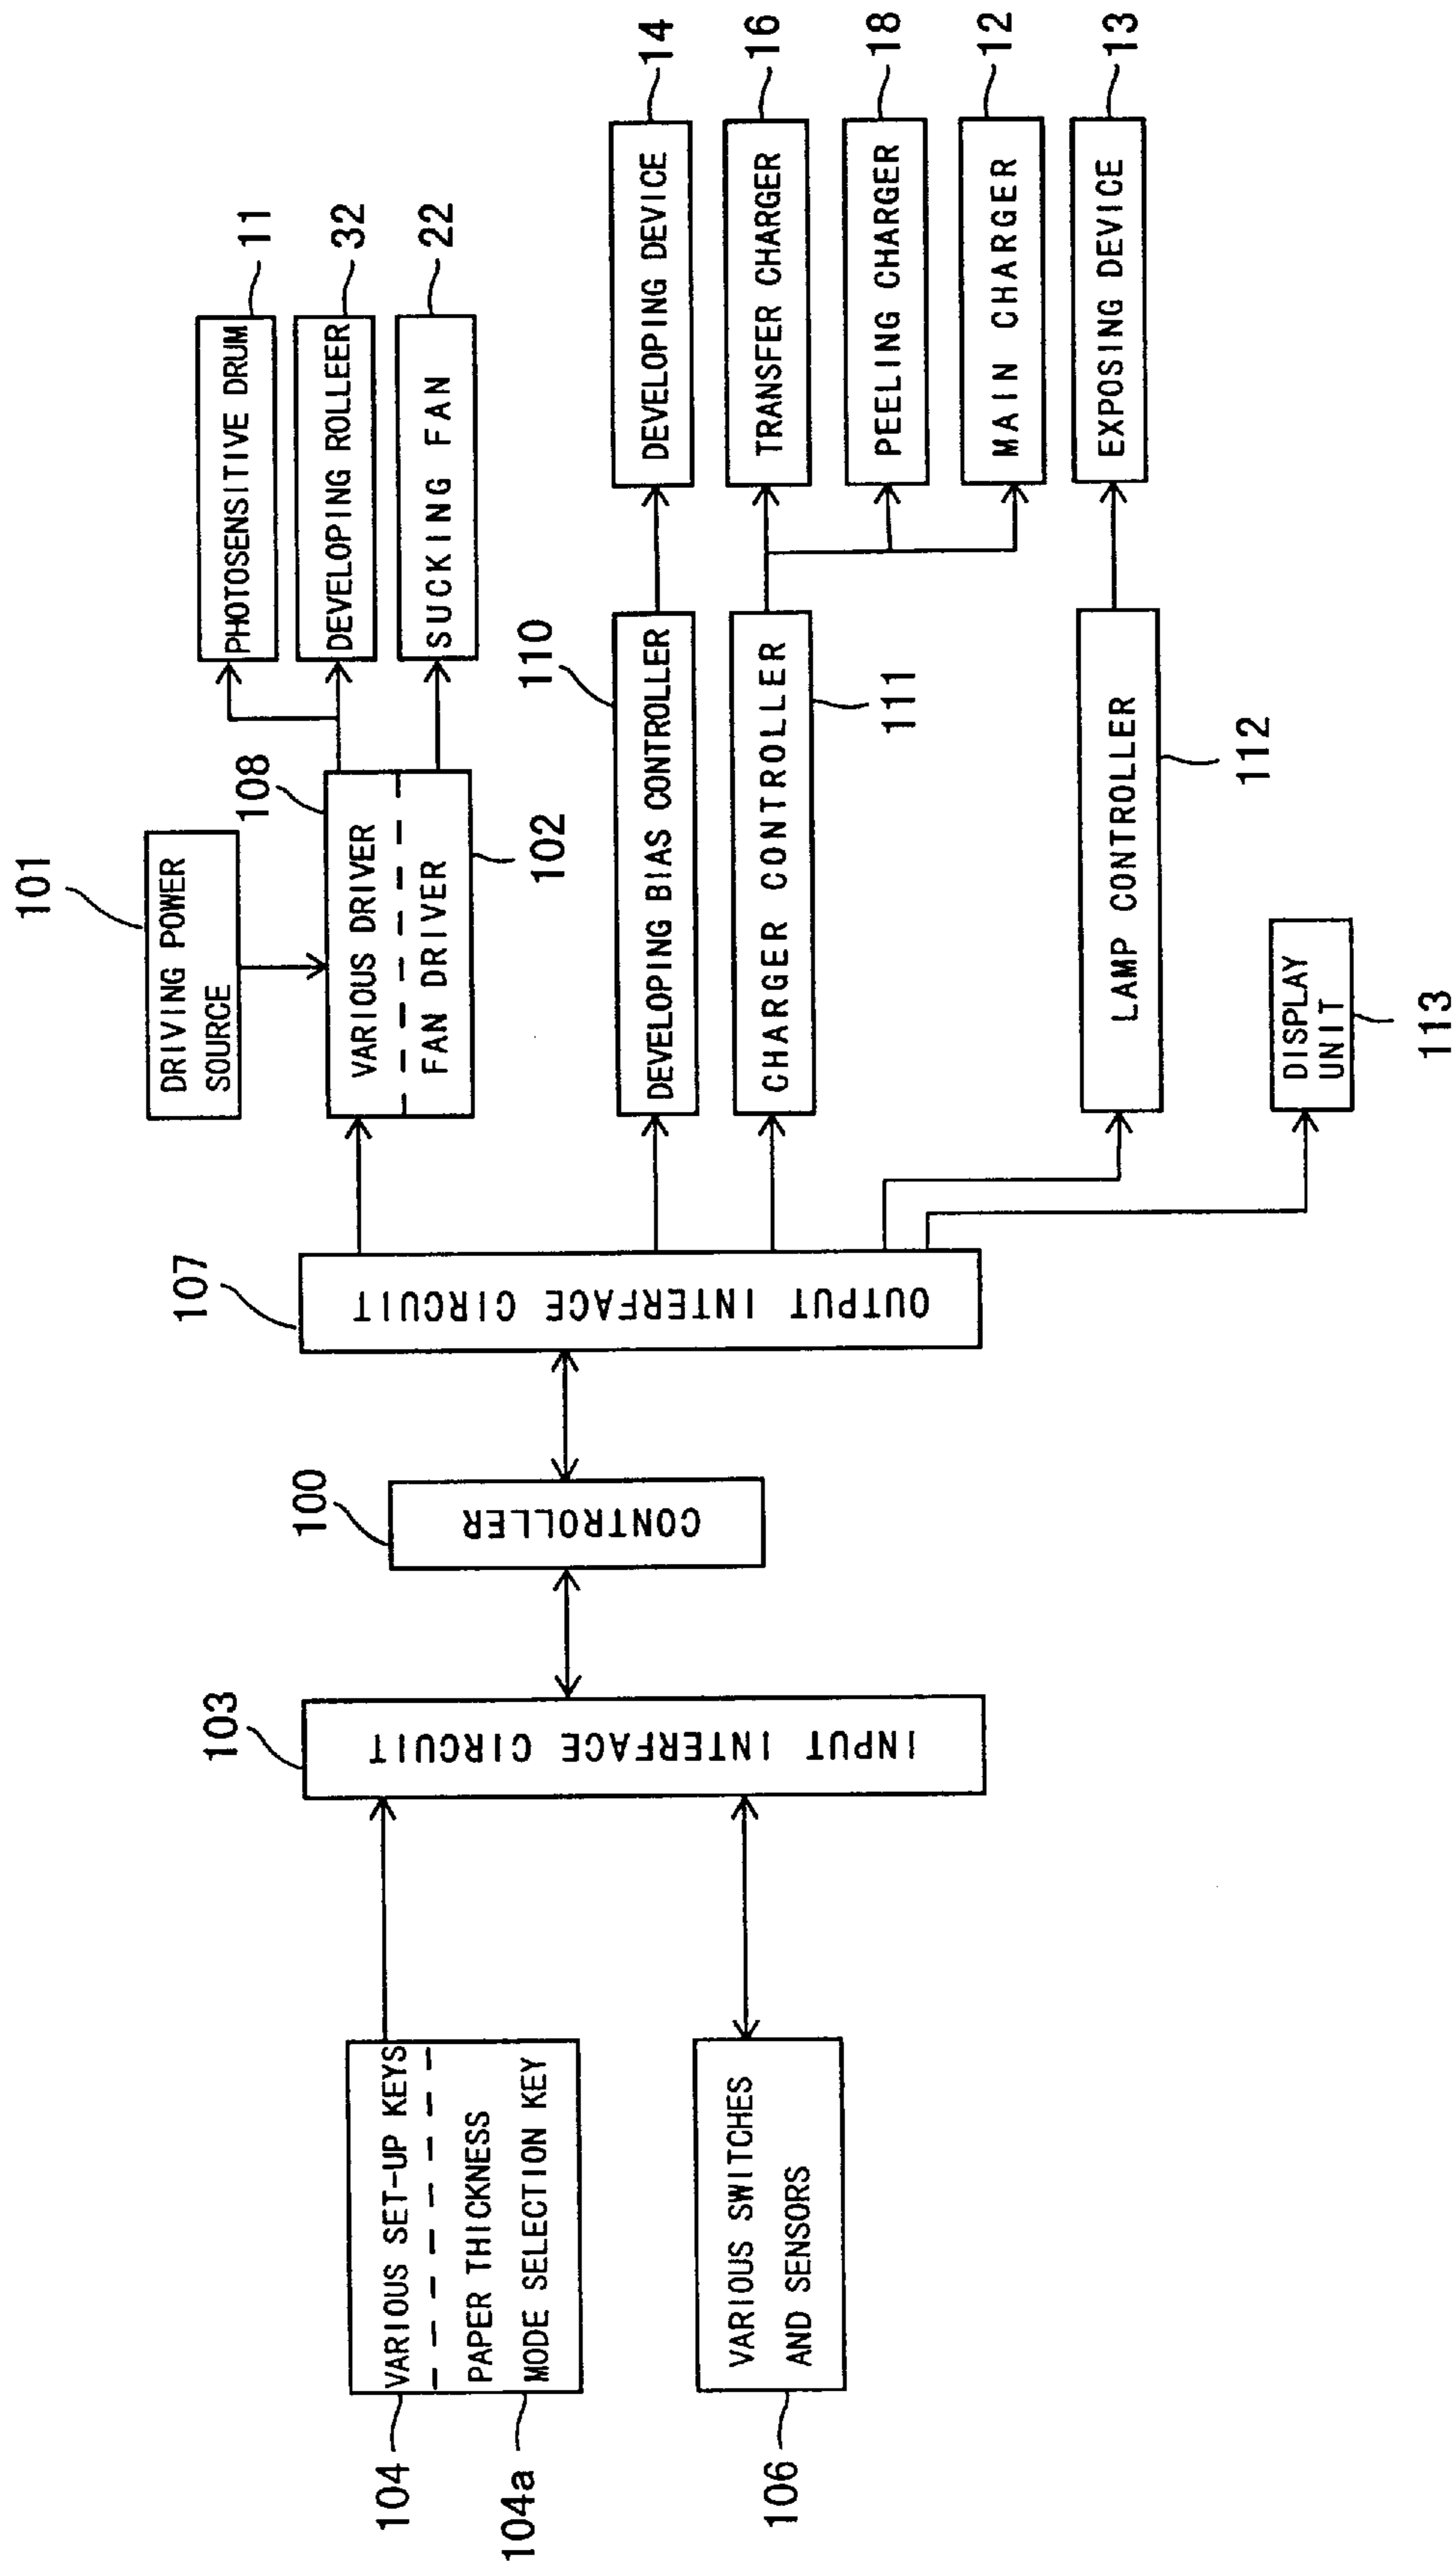 101
DRIVING POWER
SOURCE
108
VARIOUS DRIVER
FAN DRIVER
102
PHOTOSENSITIVE DRUM
11
DEVELOPING ROLLEER
32
SUCKING FAN
22
104
VARIOUS SET-UP KEYS
PAPER THICKNESS
MODE SELECTION KEY
104a
VARIOUS SWITCHES
AND SENSORS
106
103
INPUT INTERFACE CIRCUIT
100
CONTROLLER
107
OUTPUT INTERFACE CIRCUIT
110
DEVELOPING BIAS CONTROLLER
DEVELOPING DEVICE
14
CHARGER CONTROLLER
111
TRANSFER CHARGER
16
PEELING CHARGER
18
MAIN CHARGER
12
LAMP CONTROLLER
112
EXPOSING DEVICE
13
DISPLAY
UNIT
113